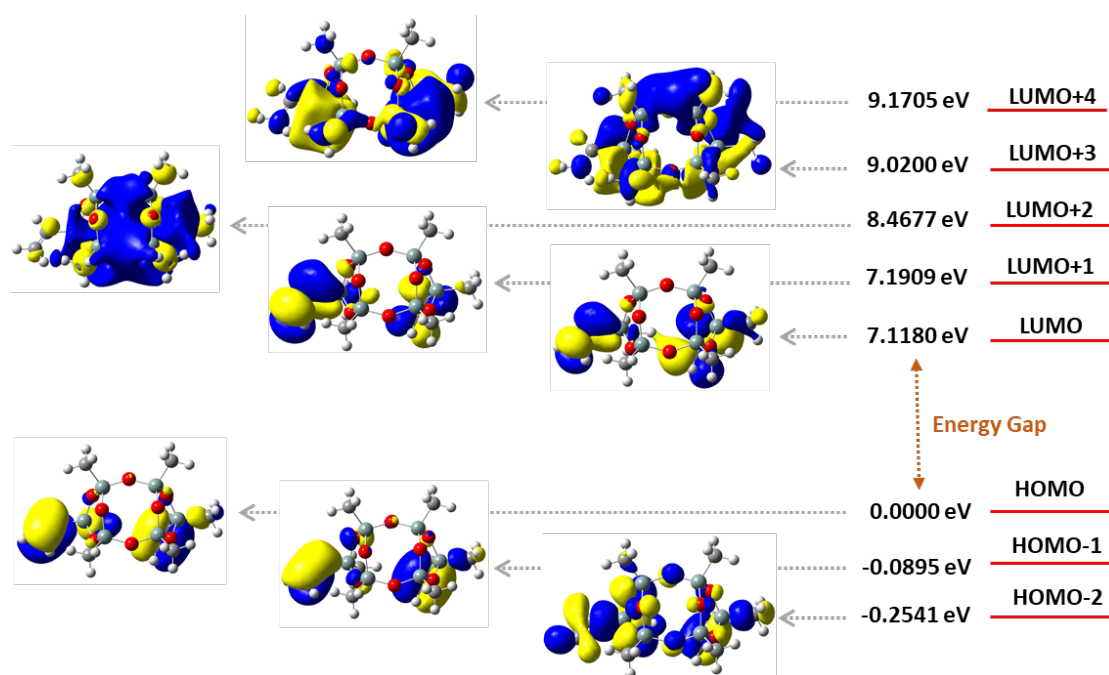 9.1705 eV LUMO+4
9.0200 eV LUMO+3
8.4677 eV LUMO+2
7.1909 eV LUMO+1
7.1180 eV LUMO
Energy Gap
0.0000 eV HOMO
-0.0895 eV HOMO-1
-0.2541 eV HOMO-2